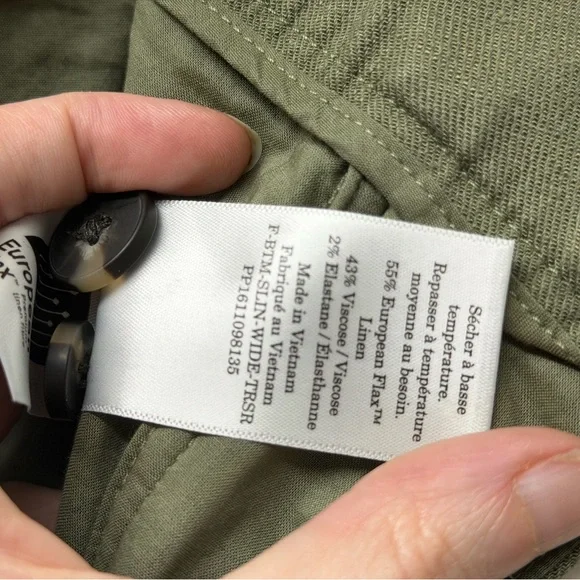 Sécher à basse
température.
Repasser à température
moyenne au besoin.
55% European Flax™
Linen
43% Viscose / Viscose
2% Elastane / Élasthanne
Made in Vietnam
Fabriqué au Vietnam
F-BTM-SLIN-WIDE-TRSR
PP1611098135